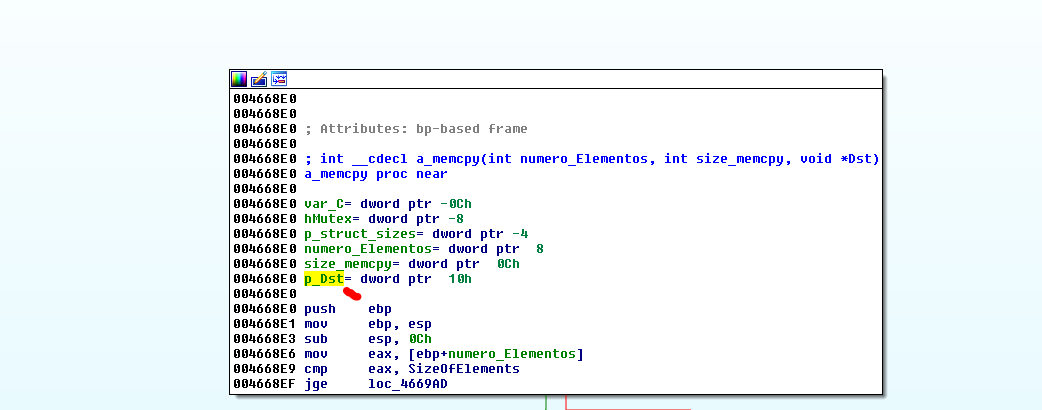 004668E0
004668E0
004668E0 ; Attributes: bp-based frame
004668E0
004668E0 ; int __cdecl a_memcpy(int numero_Elementos, int size_memcpy, void *Dst)
004668E0 a_memcpy proc near
004668E0
004668E0 var_C= dword ptr -0Ch
004668E0 hMutex= dword ptr -8
004668E0 p_struct_sizes= dword ptr -4
004668E0 numero_Elementos= dword ptr  8
004668E0 size_memcpy= dword ptr  0Ch
004668E0 p_Dst= dword ptr  10h
004668E0
004668E0 push    ebp
004668E1 mov     ebp, esp
004668E3 sub     esp, 0Ch
004668E6 mov     eax, [ebp+numero_Elementos]
004668E9 cmp     eax, SizeOfElements
004668EF jge     loc_4669AD